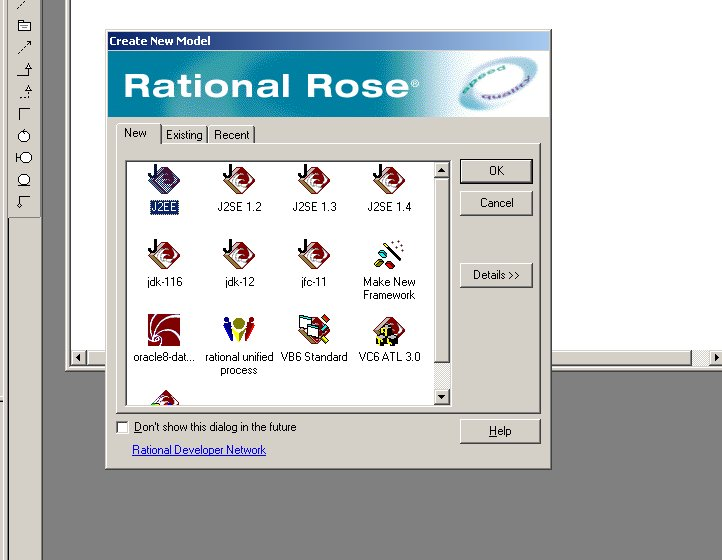 Create New Model
Rational Rose®
speed
quality
New Existing Recent
J2EE J2SE 1.2 J2SE 1.3 J2SE 1.4
OK
Cancel
jdk-116 jdk-12 jfc-11 Make New
Framework
Details >>
oracle8-dat... rational unified VB6 Standard VC6 ATL 3.0
process
Don't show this dialog in the future
Help
Rational Developer Network